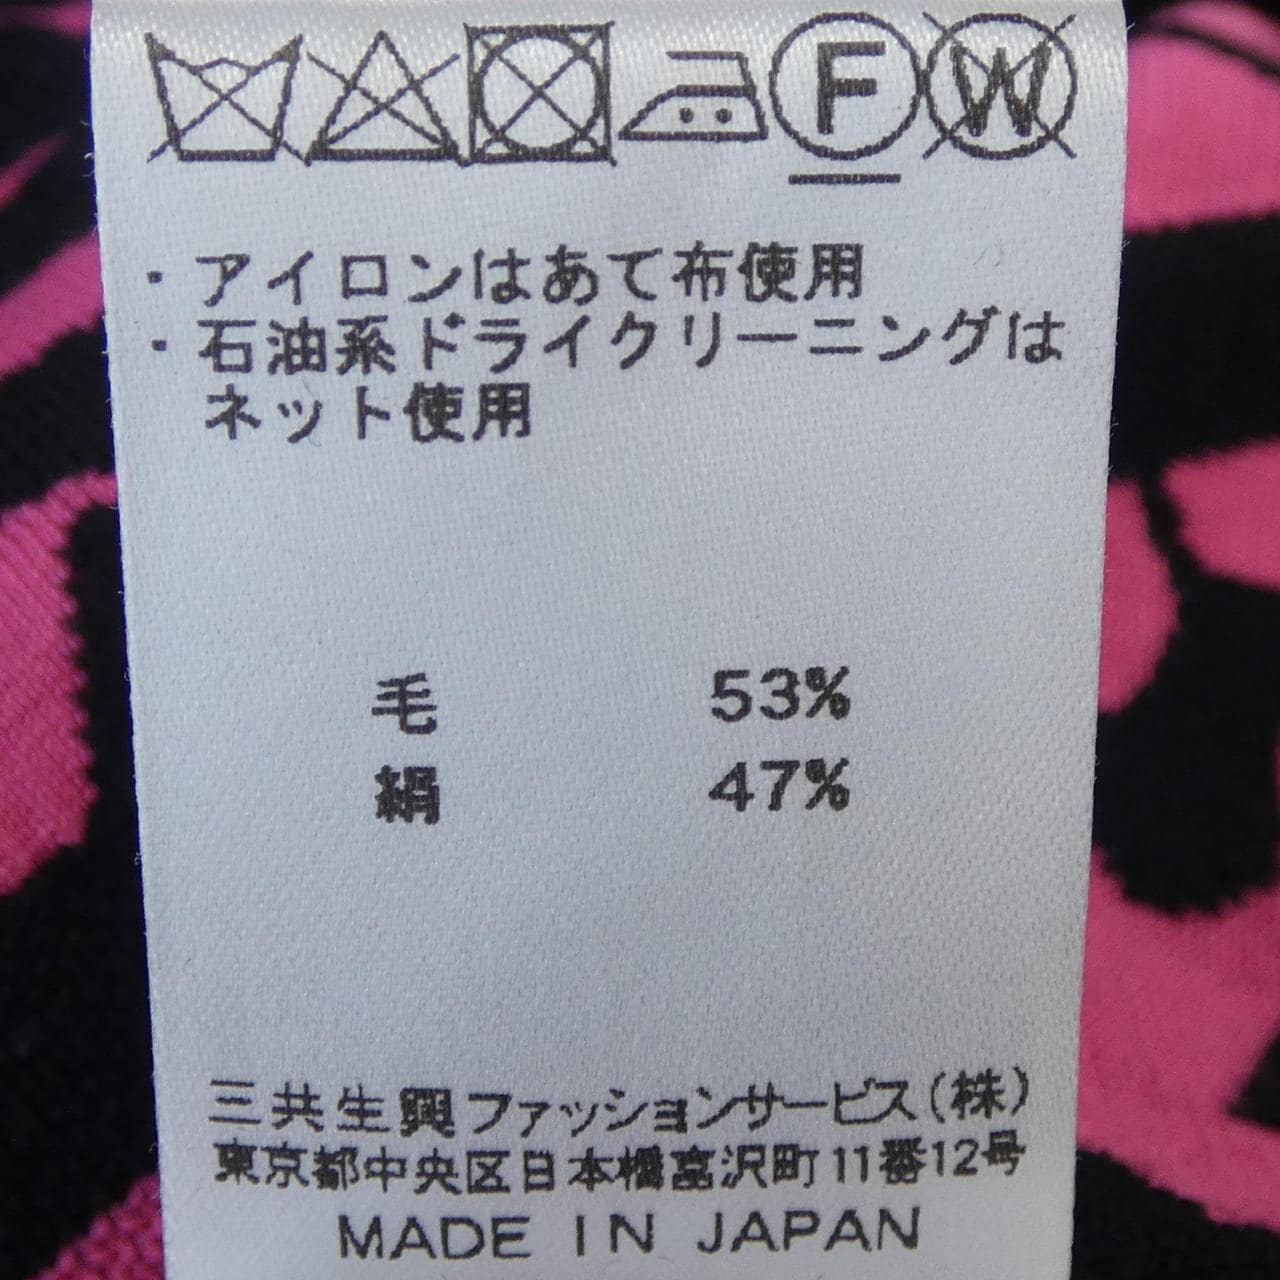 F W
・アイロンはあて布使用
・石油系ドライクリーニングは
ネット使用
毛 53%
絹 47%
三共生興ファッションサービス(株)
東京都中央区日本橋富沢町11番12号
MADE IN JAPAN